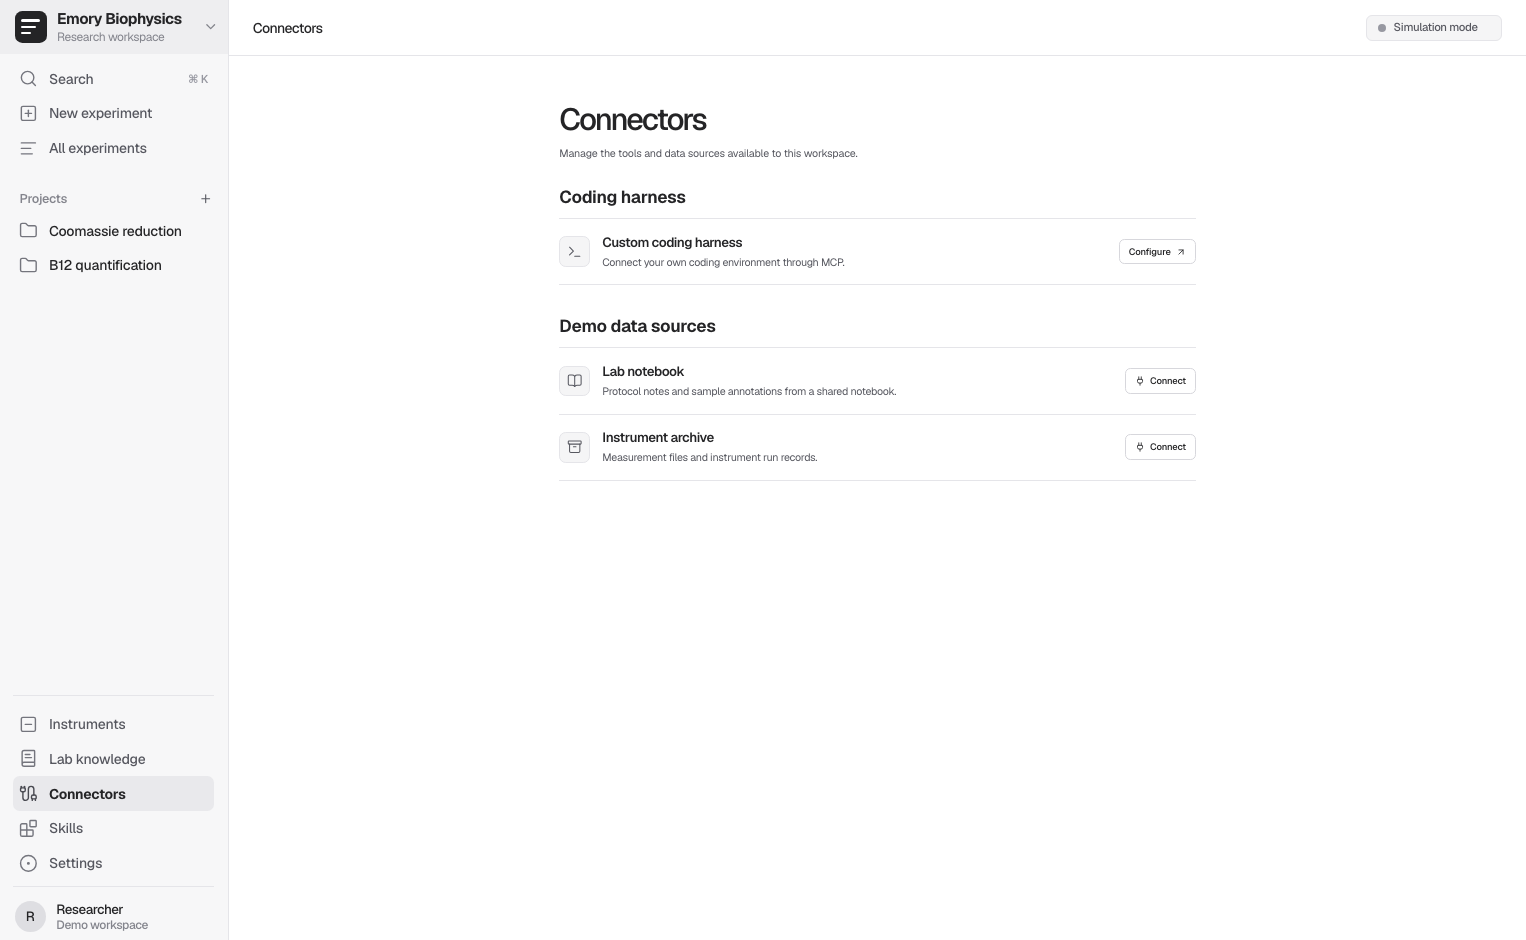 Emory Biophysics
Research workspace
Search ⌘ K
New experiment
All experiments
Projects
Coomassie reduction
B12 quantification
Instruments
Lab knowledge
Connectors
Skills
Settings
R
Researcher
Demo workspace
Connectors
Simulation mode
Connectors
Manage the tools and data sources available to this workspace.
Coding harness
Custom coding harness
Connect your own coding environment through MCP.
Configure
Demo data sources
Lab notebook
Protocol notes and sample annotations from a shared notebook.
Connect
Instrument archive
Measurement files and instrument run records.
Connect